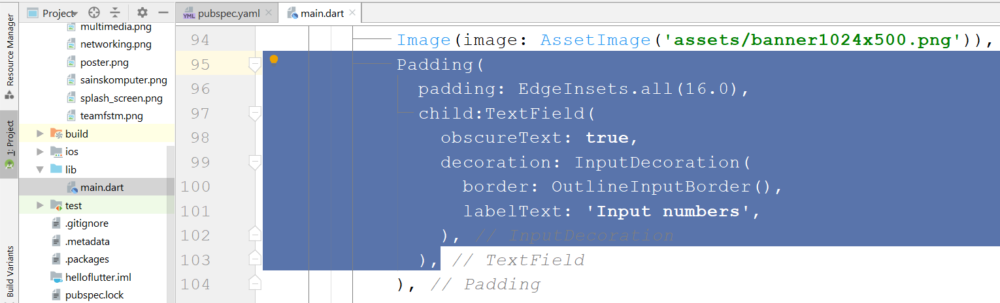 Resource Manager
1: Project
Build Variants
Project
multimedia.png
networking.png
poster.png
sainskomputer.png
splash_screen.png
teamfstm.png
build
ios
lib
main.dart
test
.gitignore
.metadata
.packages
helloflutter.iml
pubspec.lock
YML pubspec.yaml
main.dart
94 Image(image: AssetImage('assets/banner1024x500.png')),
95 Padding(
96 padding: EdgeInsets.all(16.0),
97 child:TextField(
98 obscureText: true,
99 decoration: InputDecoration(
100 border: OutlineInputBorder(),
101 labelText: 'Input numbers',
102 ), // InputDecoration
103 ), // TextField
104 ), // Padding